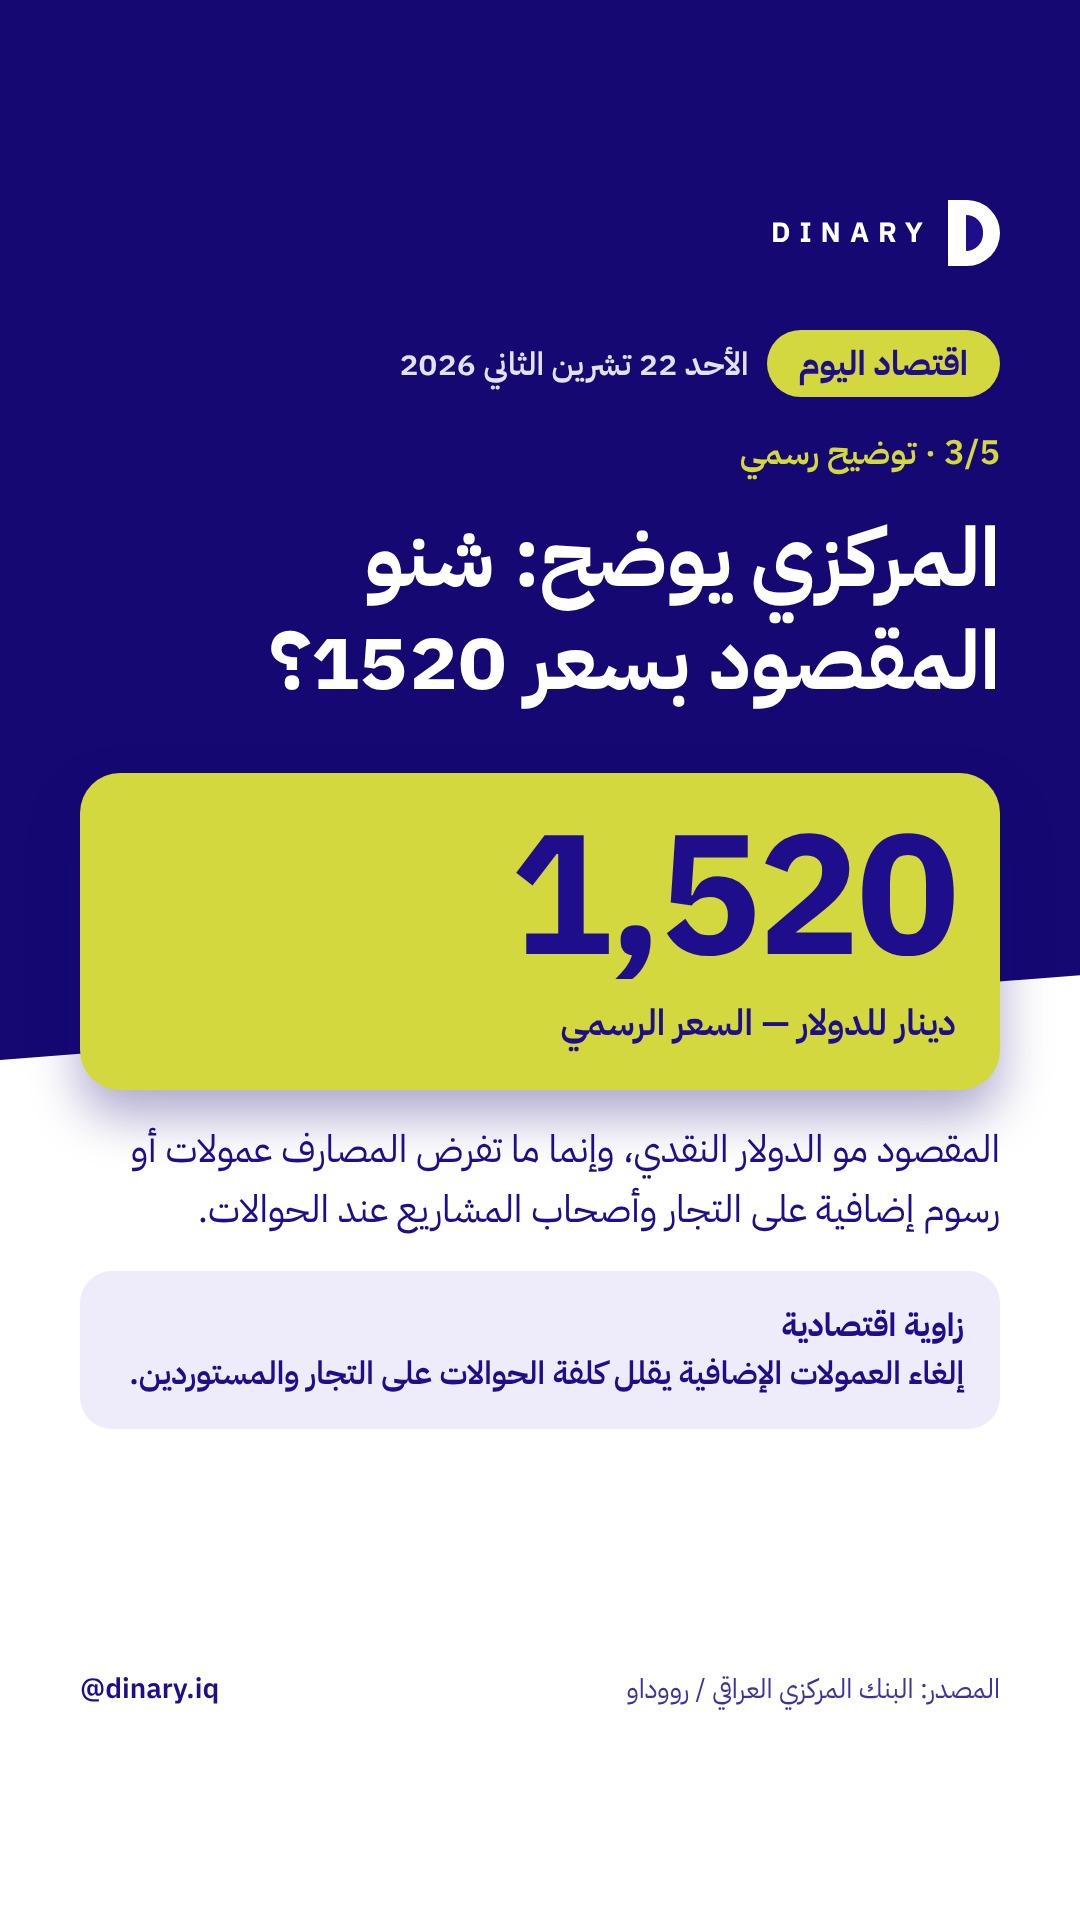 DINARY
اقتصاد اليوم
الأحد 22 تشرين الثاني 2026
3/5 · توضيح رسمي
المركزي يوضح: شنو
المقصود بسعر 1520؟
1,520
دينار للدولار — السعر الرسمي
المقصود مو الدولار النقدي، وإنما ما تفرض المصارف عمولات أو
رسوم إضافية على التجار وأصحاب المشاريع عند الحوالات.
زاوية اقتصادية
إلغاء العمولات الإضافية يقلل كلفة الحوالات على التجار والمستوردين.
المصدر: البنك المركزي العراقي / رووداو
@dinary.iq